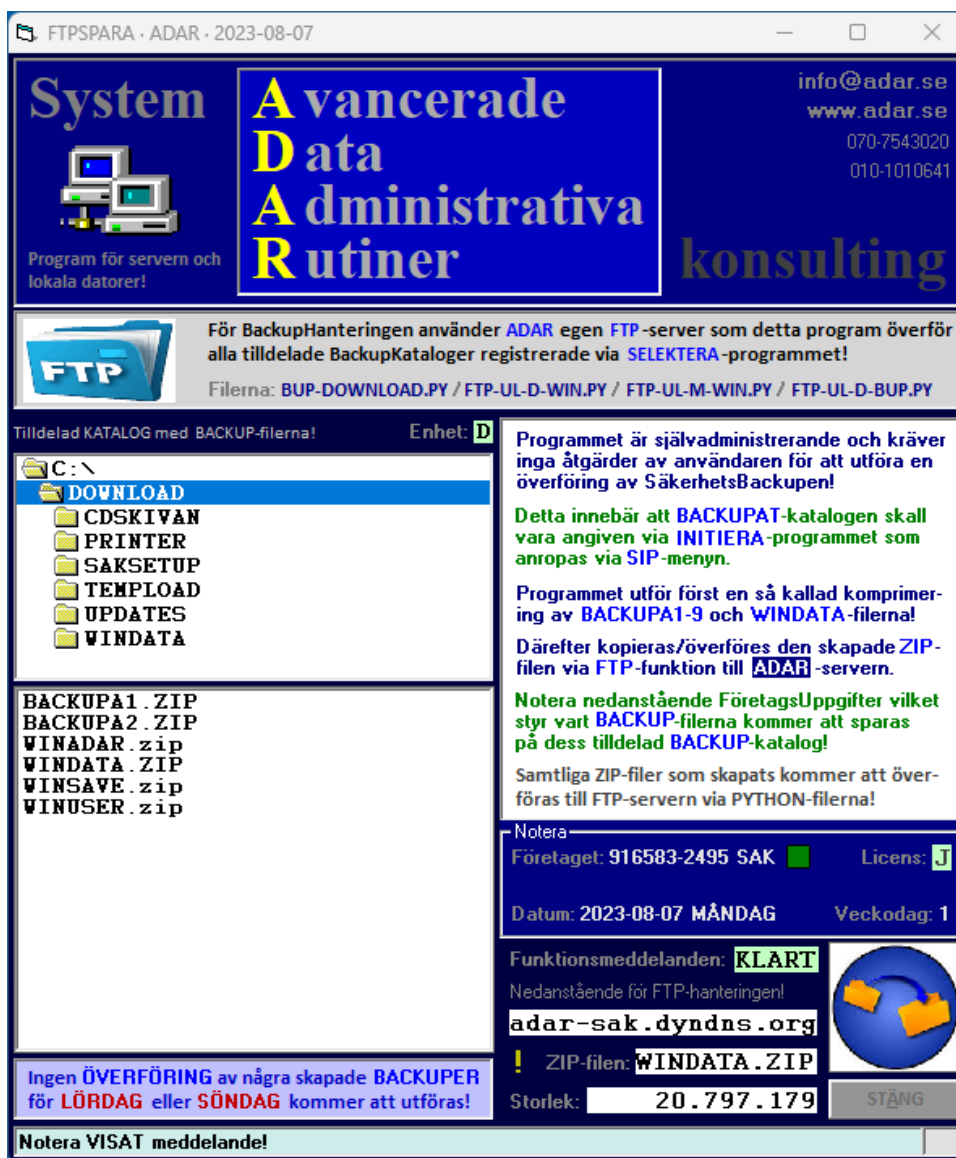 FTPSPARA · ADAR · 2023-08-07
System
Avancerade
Data
Administrativa
Rutiner
info@adar.se
www.adar.se
070-7543020
010-1010641
Program för servern och
lokala datorer!
konsulting
FTP
För BackupHanteringen använder ADAR egen FTP-server som detta program överför
alla tilldelade BackupKataloger registrerade via SELEKTERA-programmet!
Filerna: BUP-DOWNLOAD.PY / FTP-UL-D-WIN.PY / FTP-UL-M-WIN.PY / FTP-UL-D-BUP.PY
Tilldelad KATALOG med BACKUP-filerna! Enhet: D
C:\
DOWNLOAD
CDSKIVAN
PRINTER
SAKSETUP
TEMPLOAD
UPDATES
WINDATA
BACKUPA1.ZIP
BACKUPA2.ZIP
WINADAR.zip
WINDATA.ZIP
WINSAVE.zip
WINUSER.zip
Ingen ÖVERFÖRING av några skapade BACKUPER
för LÖRDAG eller SÖNDAG kommer att utföras!
Programmet är självadministrerande och kräver
inga åtgärder av användaren för att utföra en
överföring av SäkerhetsBackupen!
Detta innebär att BACKUPAT-katalogen skall
vara angiven via INITIERA-programmet som
anropas via SIP-menyn.
Programmet utför först en så kallad komprimer-
ing av BACKUPA1-9 och WINDATA-filerna!
Därefter kopieras/överföres den skapade ZIP-
filen via FTP-funktion till ADAR-servern.
Notera nedanstående FöretagsUppgifter vilket
styr vart BACKUP-filerna kommer att sparas
på dess tilldelad BACKUP-katalog!
Samtliga ZIP-filer som skapats kommer att över-
föras till FTP-servern via PYTHON-filerna!
Notera
Företaget: 916583-2495 SAK Licens: J
Datum: 2023-08-07 MÅNDAG Veckodag: 1
Funktionsmeddelanden: KLART
Nedanstående för FTP-hanteringen!
adar-sak.dyndns.org
! ZIP-filen: WINDATA.ZIP
Storlek: 20.797.179
STÄNG
Notera VISAT meddelande!